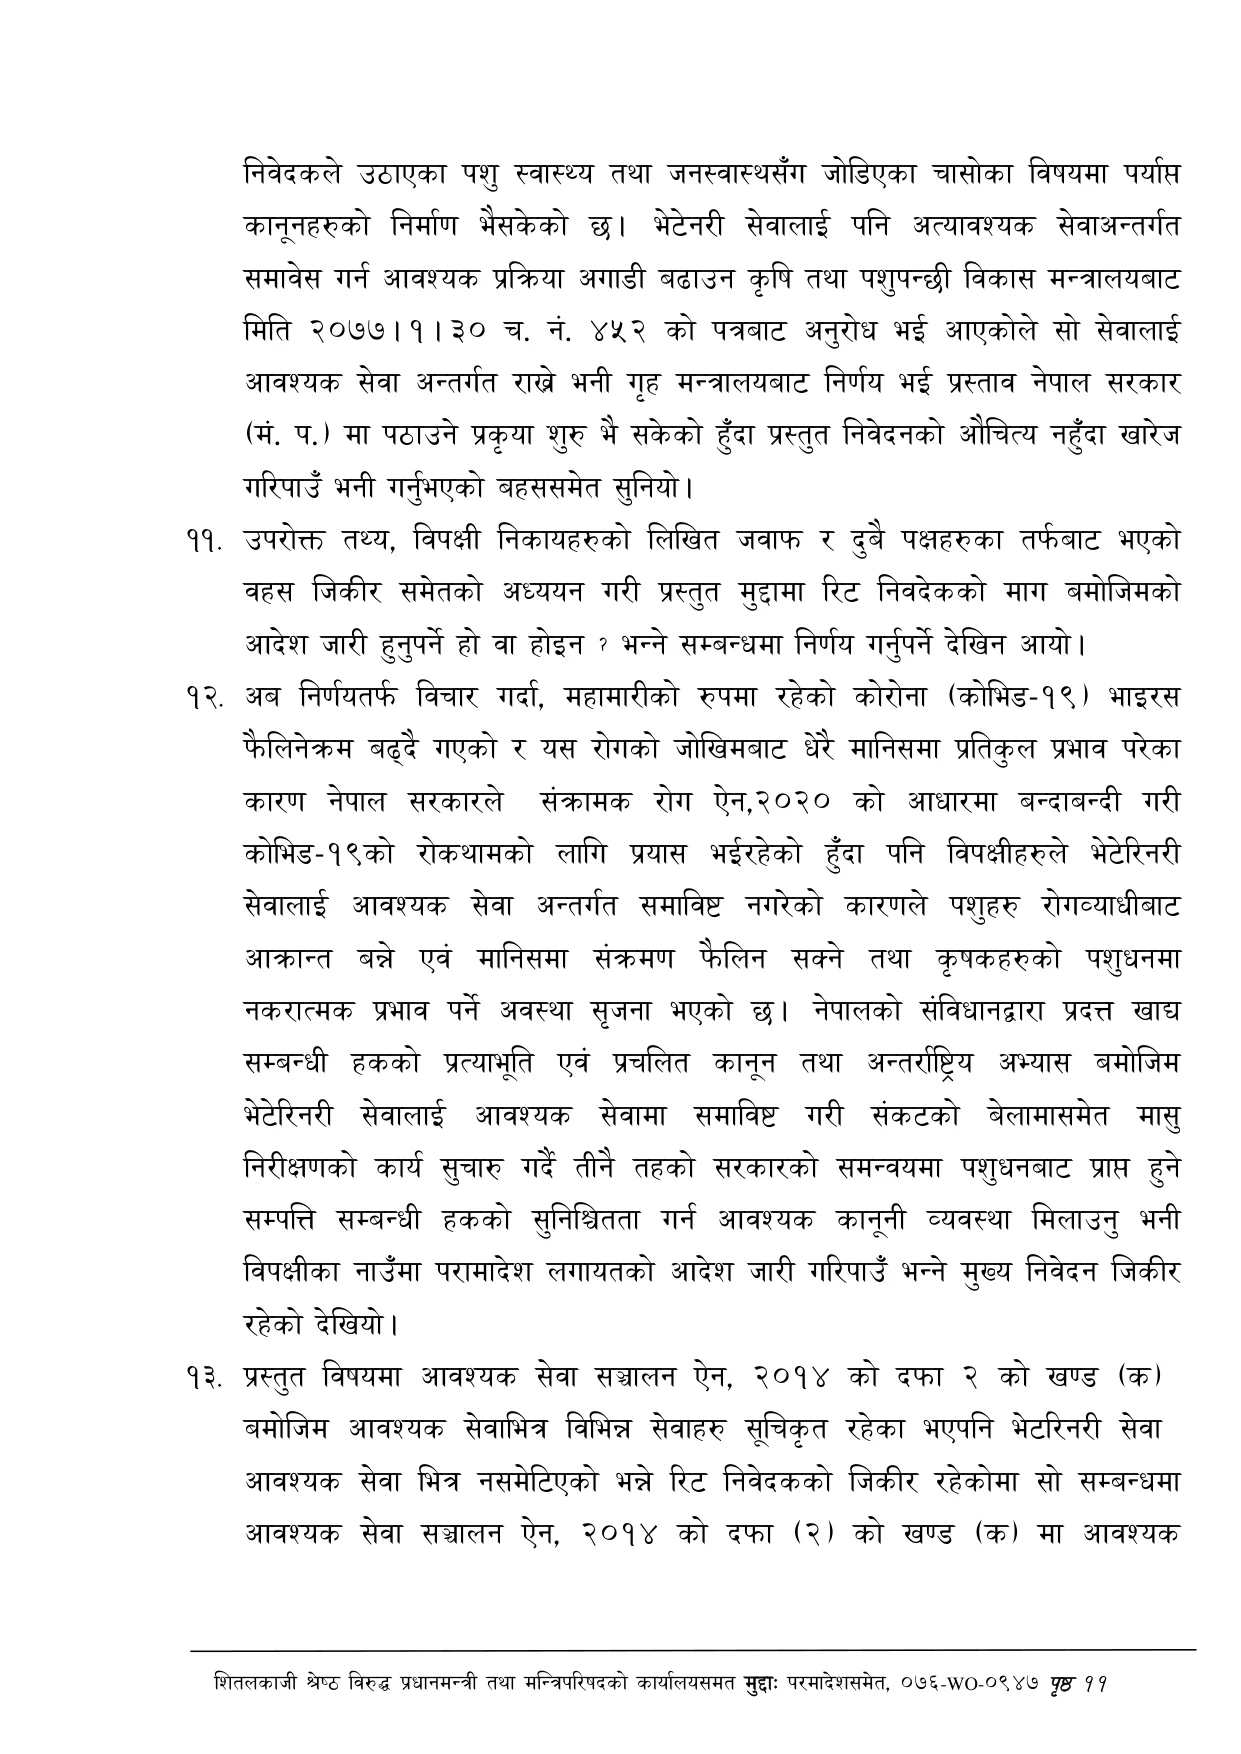 निवेदकले उठाएका पशु स्वास्थ्य तथा जनस्वास्थसँग जोडिएका चासोका विषयमा पर्याप्त
कानूनहरुको निर्माण भैसकेको छ। भेटेनरी सेवालाई पनि अत्यावश्यक सेवाअन्तर्गत
समावेस गर्न आवश्यक प्रक्रिया अगाडी बढाउन कृषि तथा पशुपन्छी विकास मन्त्रालयबाट
मिति २०७७।१।३० च. नं. ४५२ को पत्रबाट अनुरोध भई आएकोले सो सेवालाई
आवश्यक सेवा अन्तर्गत राख्ने भनी गृह मन्त्रालयबाट निर्णय भई प्रस्ताव नेपाल सरकार
(मं. प.) मा पठाउने प्रकृया शुरु भै सकेको हुँदा प्रस्तुत निवेदनको औचित्य नहुँदा खारेज
गरिपाउँ भनी गर्नुभएको बहससमेत सुनियो।
११. उपरोक्त तथ्य, विपक्षी निकायहरुको लिखित जवाफ र दुबै पक्षहरुका तर्फबाट भएको
वहस जिकीर समेतको अध्ययन गरी प्रस्तुत मुद्दामा रिट निवदेकको माग बमोजिमको
आदेश जारी हुनुपर्ने हो वा होइन ? भन्ने सम्बन्धमा निर्णय गर्नुपर्ने देखिन आयो।
१२. अब निर्णयतर्फ विचार गर्दा, महामारीको रुपमा रहेको कोरोना (कोभिड-१९) भाइरस
फैलिनेक्रम बढ्दै गएको र यस रोगको जोखिमबाट धेरै मानिसमा प्रतिकुल प्रभाव परेका
कारण नेपाल सरकारले संक्रामक रोग ऐन,२०२० को आधारमा बन्दाबन्दी गरी
कोभिड-१९को रोकथामको लागि प्रयास भईरहेको हुँदा पनि विपक्षीहरुले भेटेरिनरी
सेवालाई आवश्यक सेवा अन्तर्गत समाविष्ट नगरेको कारणले पशुहरु रोगव्याधीबाट
आक्रान्त बन्ने एवं मानिसमा संक्रमण फैलिन सक्ने तथा कृषकहरुको पशुधनमा
नकरात्मक प्रभाव पर्ने अवस्था सृजना भएको छ। नेपालको संविधानद्वारा प्रदत्त खाद्य
सम्बन्धी हकको प्रत्याभूति एवं प्रचलित कानून तथा अन्तर्राष्ट्रिय अभ्यास बमोजिम
भेटेरिनरी सेवालाई आवश्यक सेवामा समाविष्ट गरी संकटको बेलामासमेत मासु
निरीक्षणको कार्य सुचारु गर्दै तीनै तहको सरकारको समन्वयमा पशुधनबाट प्राप्त हुने
सम्पत्ति सम्बन्धी हकको सुनिश्चितता गर्न आवश्यक कानूनी व्यवस्था मिलाउनु भनी
विपक्षीका नाउँमा परामादेश लगायतको आदेश जारी गरिपाउँ भन्ने मुख्य निवेदन जिकीर
रहेको देखियो।
१३. प्रस्तुत विषयमा आवश्यक सेवा सञ्चालन ऐन, २०१४ को दफा २ को खण्ड (क)
बमोजिम आवश्यक सेवाभित्र विभिन्न सेवाहरु सूचिकृत रहेका भएपनि भेटरिनरी सेवा
आवश्यक सेवा भित्र नसमेटिएको भन्ने रिट निवेदकको जिकीर रहेकोमा सो सम्बन्धमा
आवश्यक सेवा सञ्चालन ऐन, २०१४ को दफा (२) को खण्ड (क) मा आवश्यक
शितलकाजी श्रेष्ठ विरुद्ध प्रधानमन्त्री तथा मन्त्रिपरिषदको कार्यालयसमत मुद्दाः परमादेशसमेत, ०७६-WO-०९४७ पृष्ठ ११